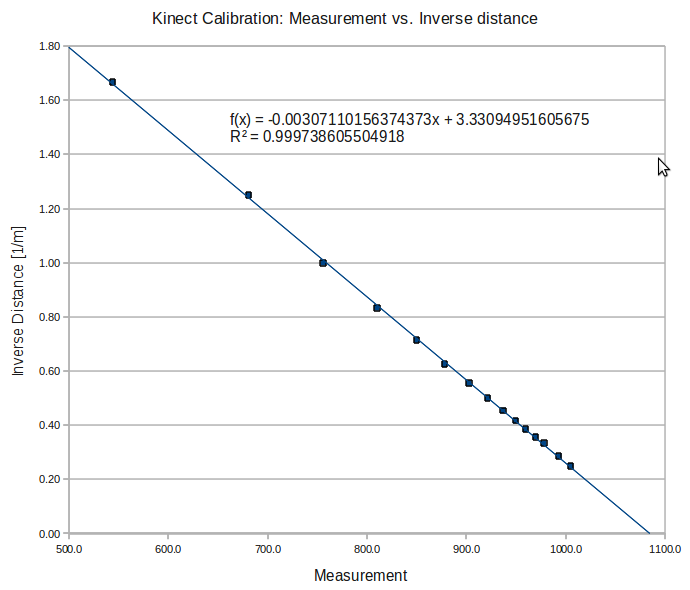 Kinect Calibration: Measurement vs. Inverse distance
1.80
1.60
f(x) = -0.00307110156374373x + 3.33094951605675
R² = 0.999738605504918
1.40
1.20
1.00
0.80
0.60
0.40
0.20
0.00
Inverse Distance [1/m]
500.0 600.0 700.0 800.0 900.0 1000.0 1100.0
Measurement